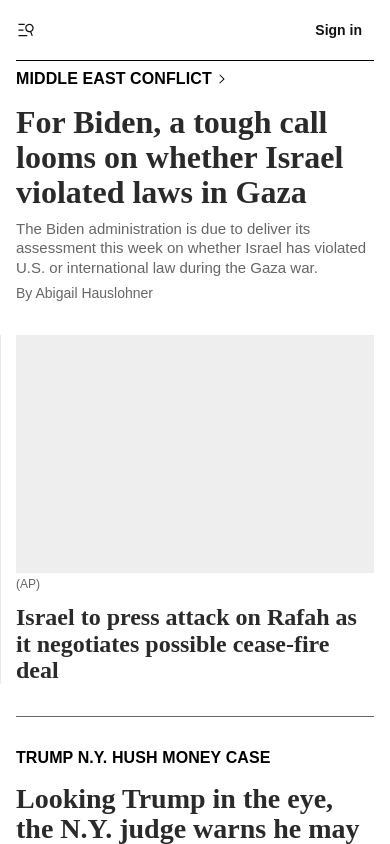 Sign in
MIDDLE EAST CONFLICT
For Biden, a tough call
looms on whether Israel
violated laws in Gaza
The Biden administration is due to deliver its
assessment this week on whether Israel has violated
U.S. or international law during the Gaza war.
By Abigail Hauslohner
(AP)
Israel to press attack on Rafah as
it negotiates possible cease-fire
deal
TRUMP N.Y. HUSH MONEY CASE
Looking Trump in the eye,
the N.Y. judge warns he may